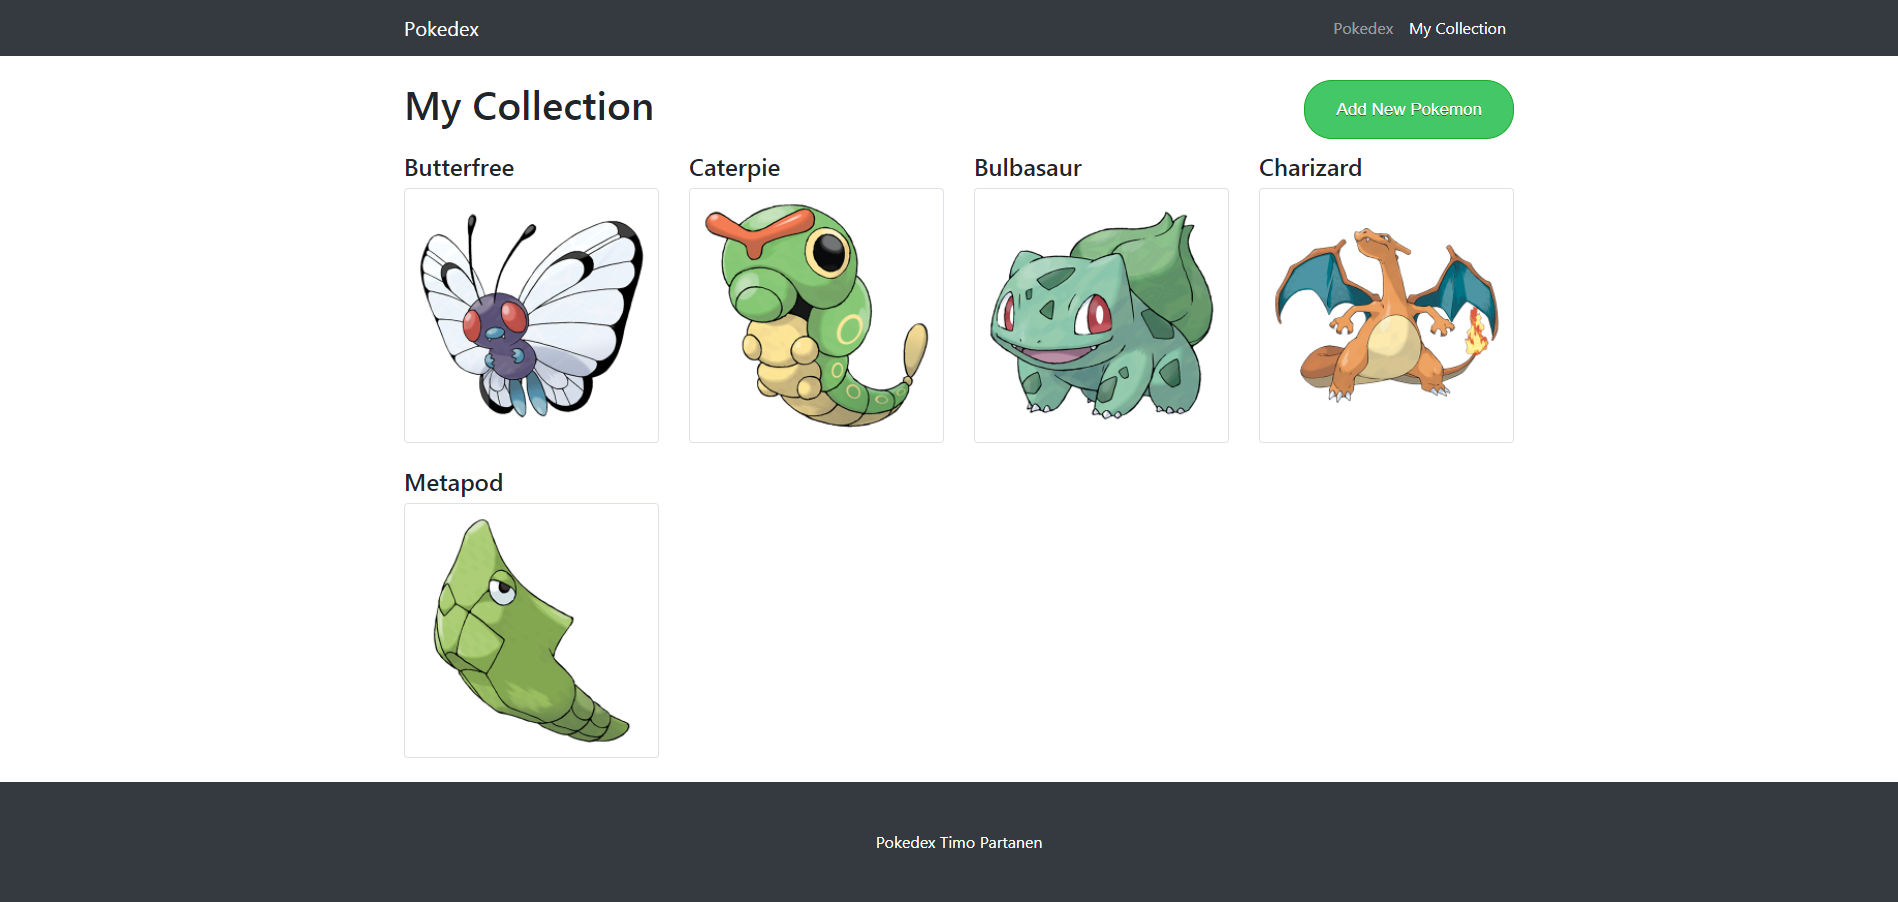 Pokedex
Pokedex My Collection
My Collection
Add New Pokemon
Butterfree
Caterpie
Bulbasaur
Charizard
Metapod
Pokedex Timo Partanen